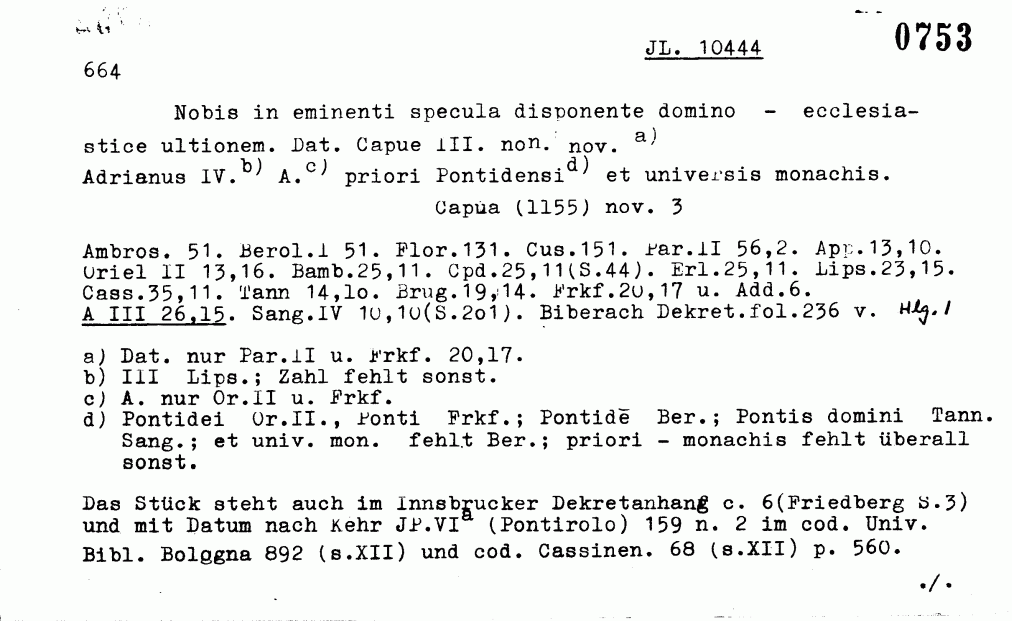 JL. 10444 0753
664
Nobis in eminenti specula disponente domino - ecclesia-
stice ultionem. Dat. Capue III. non. nov. a)
Adrianus IV.b) A.c) priori Pontidensi d) et universis monachis.
Capua (1155) nov. 3
Ambros. 51. Berol.I 51. Flor.131. Cus.151. Par.II 56,2. App.13,10.
Oriel II 13,16. Bamb.25,11. Cpd.25,11(S.44). Erl.25,11. Lips.23,15.
Cass.35,11. Tann 14,lo. Brug.19,14. Frkf.20,17 u. Add.6.
A III 26,15. Sang.IV 10,10(S.2o1). Biberach Dekret.fol.236 v. Hlg. 1
a) Dat. nur Par.II u. Frkf. 20,17.
b) III Lips.; Zahl fehlt sonst.
c) A. nur Or.II u. Frkf.
d) Pontidei Or.II., Ponti Frkf.; Pontidē Ber.; Pontis domini Tann.
Sang.; et univ. mon. fehlt Ber.; priori - monachis fehlt überall
sonst.
Das Stück steht auch im Innsbrucker Dekretanhang c. 6(Friedberg S.3)
und mit Datum nach Kehr JP.VIa (Pontirolo) 159 n. 2 im cod. Univ.
Bibl. Bolggna 892 (s.XII) und cod. Cassinen. 68 (s.XII) p. 560.
./.